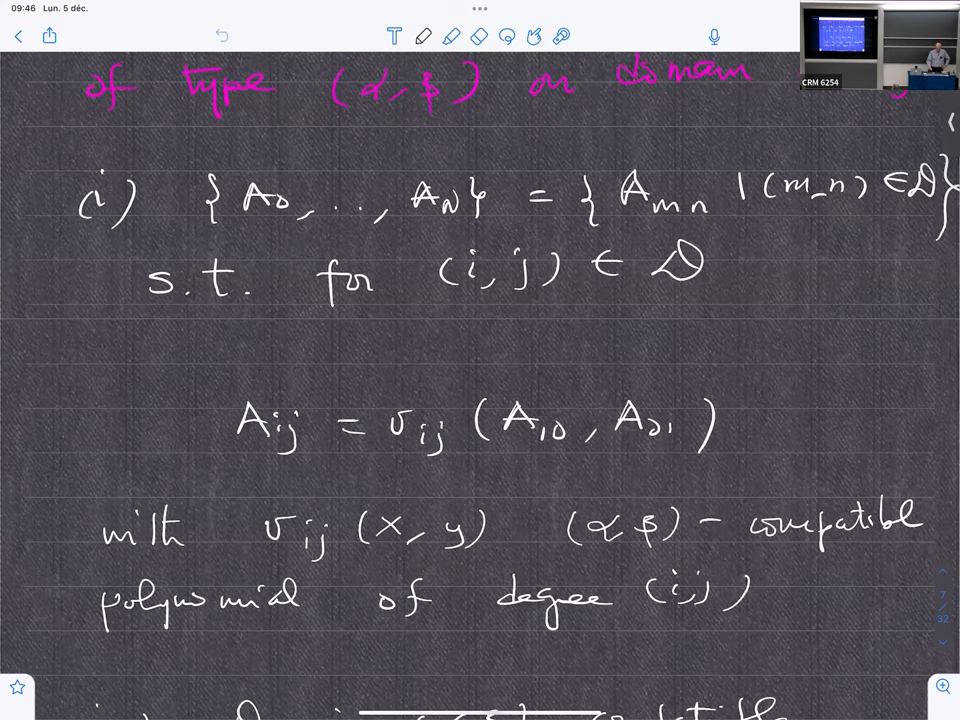 09:46 Lun. 5 déc.
CRM 6254
of type (α, β) on domain
(i) { A0, .., AN } = { Amn | (m,n) ∈ D }
s.t. for (i, j) ∈ D
Aij = vij (A10, A01)
with vij (x, y) (α β) - compatible
polynomial of degree (i,j)
7
/
32